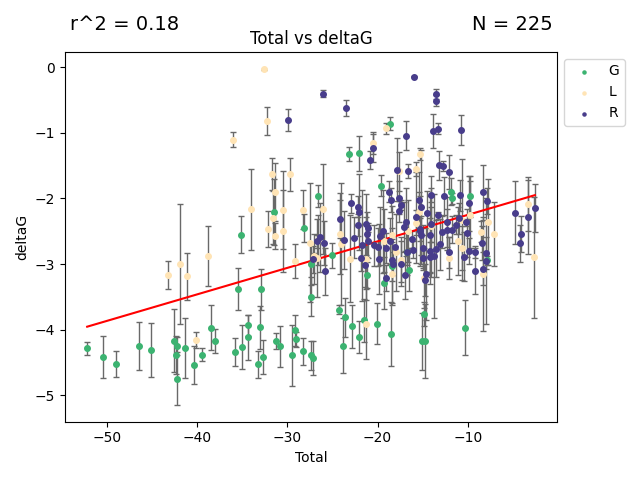 r^2 = 0.18
N = 225
Total vs deltaG
G
L
R
deltaG
0
−1
−2
−3
−4
−5
−50
−40
−30
−20
−10
Total